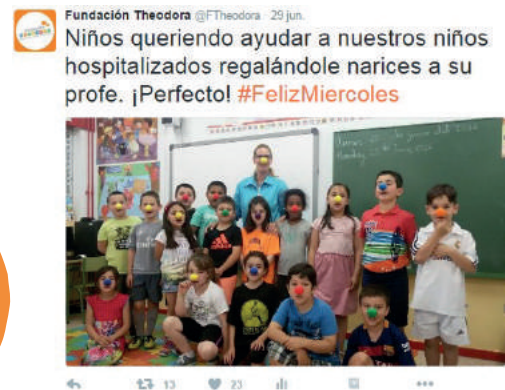 Fundación Theodora @FTheodora · 29 jun.
Niños queriendo ayudar a nuestros niños
hospitalizados regalándole narices a su
profe. ¡Perfecto! #FelizMiercoles
13 23